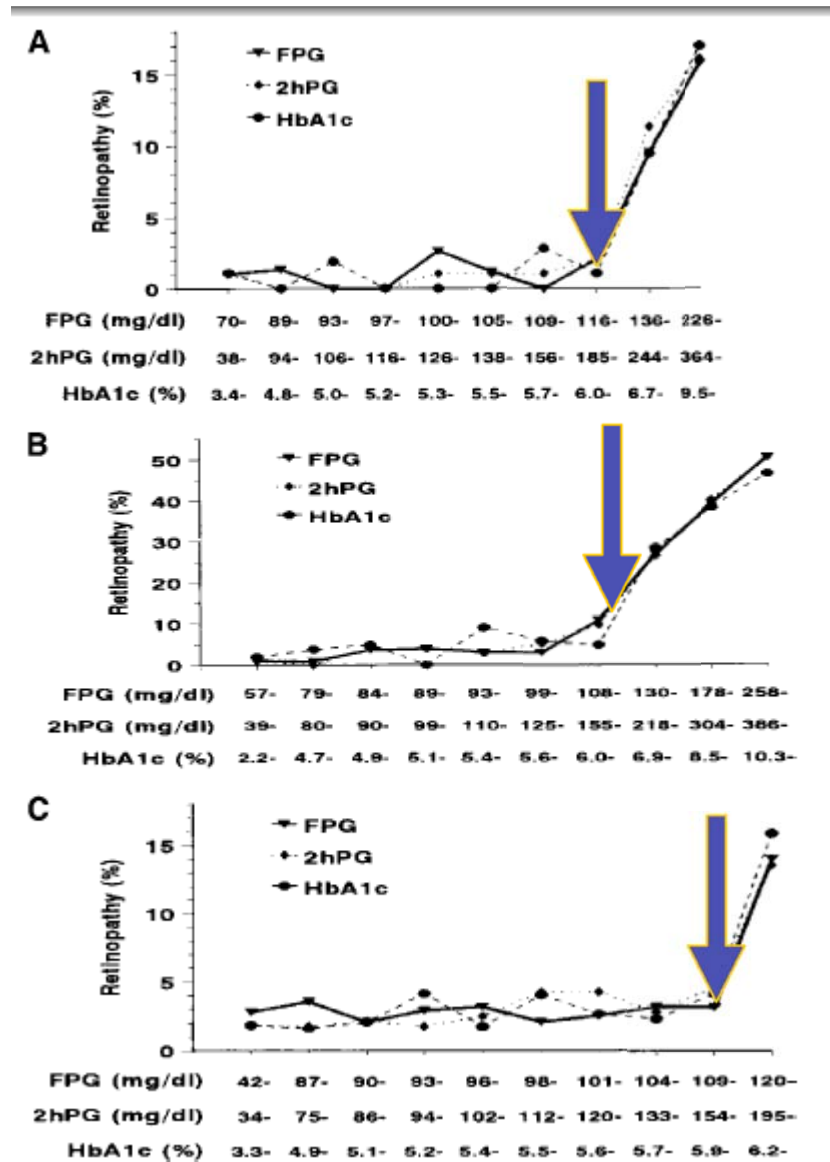 A
Retinopathy (%)
FPG
2hPG
HbA1c
15
10
5
0
FPG (mg/dl) 70- 89- 93- 97- 100- 105- 109- 116- 136- 226-
2hPG (mg/dl) 38- 94- 106- 116- 126- 138- 156- 185- 244- 364-
HbA1c (%) 3.4- 4.8- 5.0- 5.2- 5.3- 5.5- 5.7- 6.0- 6.7- 9.5-
B
Retinopathy (%)
FPG
2hPG
HbA1c
50
40
30
20
10
0
FPG (mg/dl) 57- 79- 84- 89- 93- 99- 108- 130- 178- 258-
2hPG (mg/dl) 39- 80- 90- 99- 110- 125- 155- 218- 304- 386-
HbA1c (%) 2.2- 4.7- 4.9- 5.1- 5.4- 5.6- 6.0- 6.9- 8.5- 10.3-
C
Retinopathy (%)
FPG
2hPG
HbA1c
15
10
5
0
FPG (mg/dl) 42- 87- 90- 93- 96- 98- 101- 104- 109- 120-
2hPG (mg/dl) 34- 75- 86- 94- 102- 112- 120- 133- 154- 195-
HbA1c (%) 3.3- 4.9- 5.1- 5.2- 5.4- 5.5- 5.6- 5.7- 5.9- 6.2-